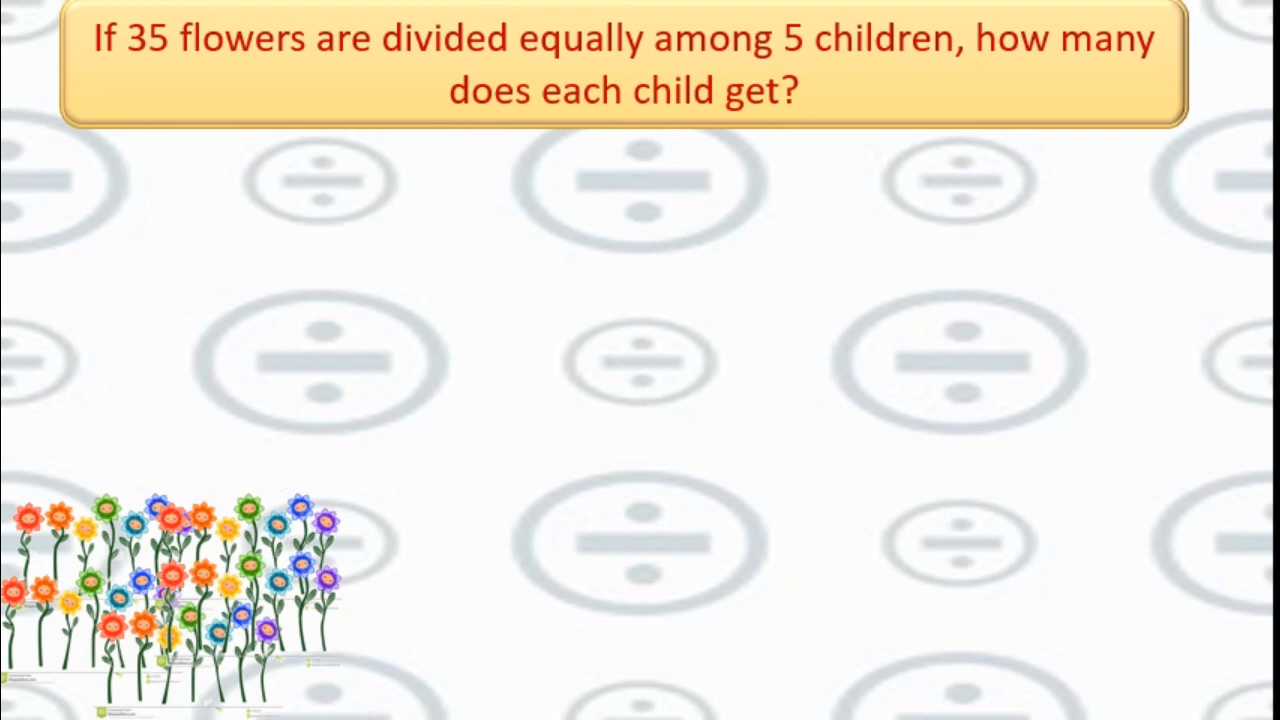 If 35 flowers are divided equally among 5 children, how many
does each child get?